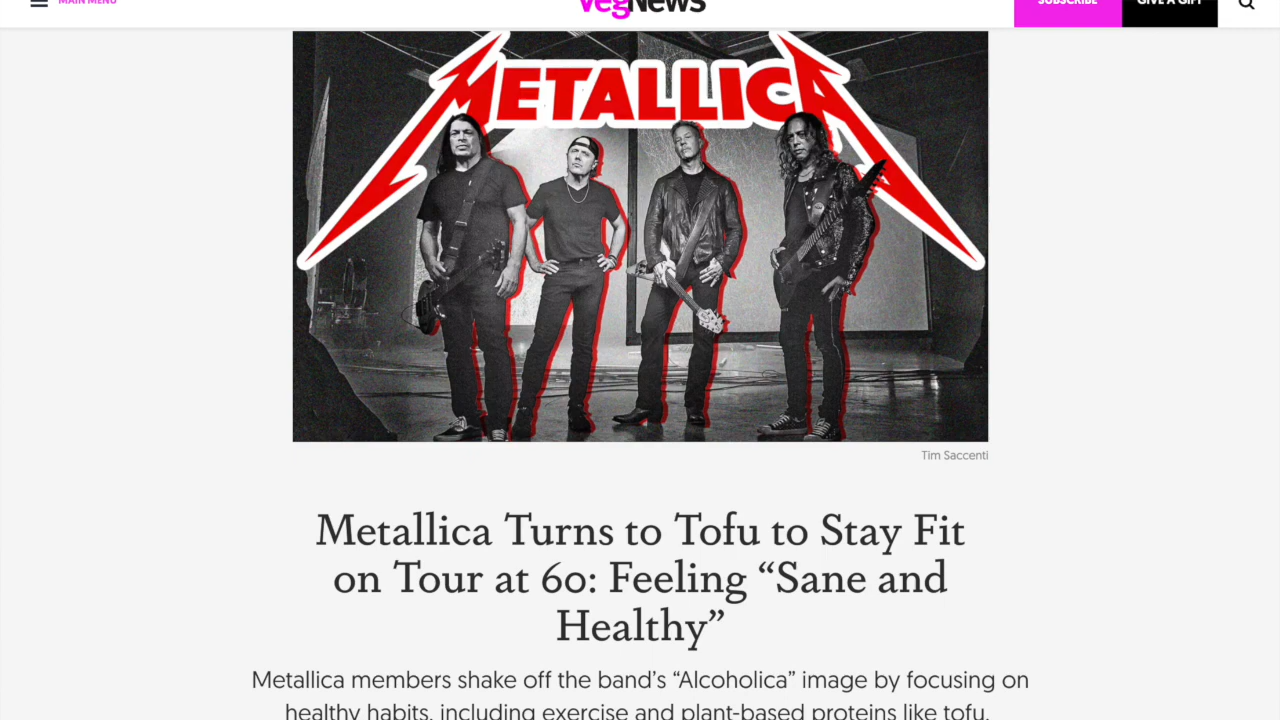 MAIN MENU
VegNews
SUBSCRIBE
GIVE A GIFT
METALLICA
Tim Saccenti
Metallica Turns to Tofu to Stay Fit
on Tour at 60: Feeling “Sane and
Healthy”
Metallica members shake off the band’s “Alcoholica” image by focusing on
healthy habits, including exercise and plant-based proteins like tofu.